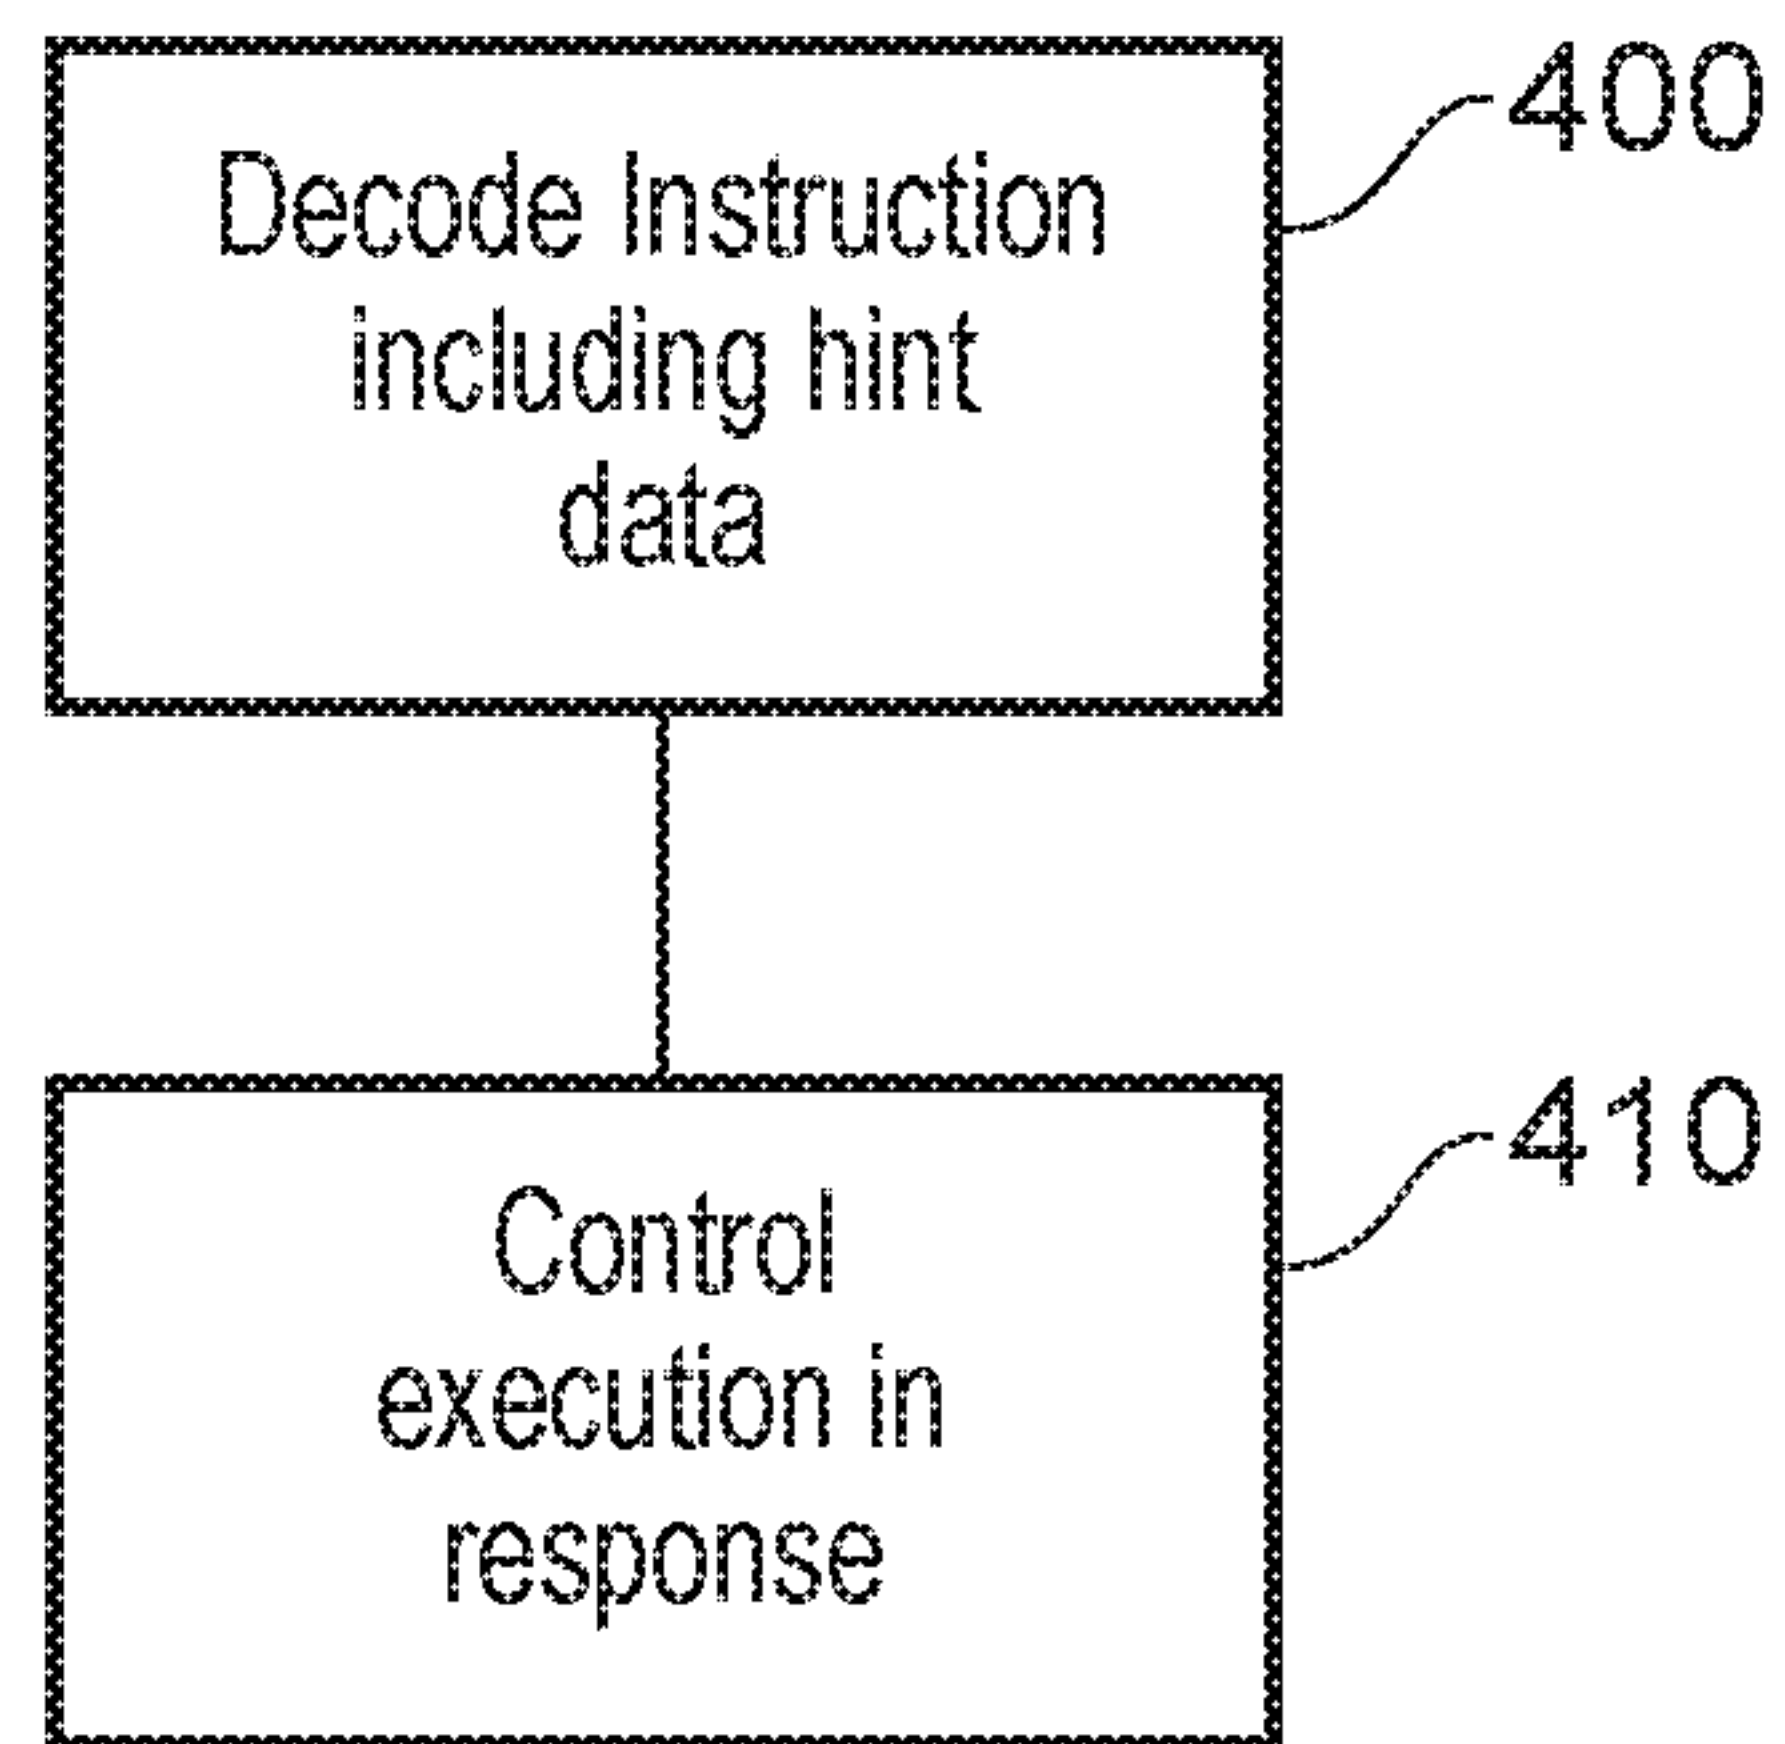 Decode Instruction
including hint
data
400
Control
execution in
response
410